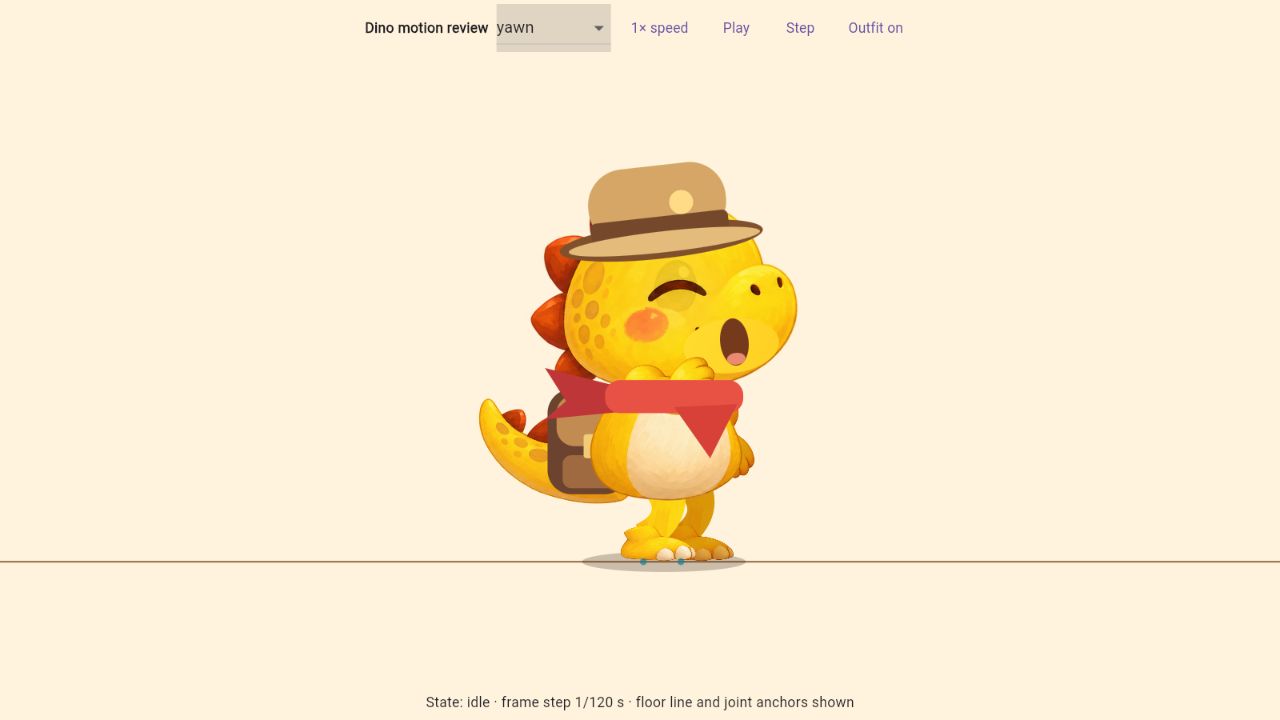 Dino motion review yawn 1× speed Play Step Outfit on
State: idle · frame step 1/120 s · floor line and joint anchors shown